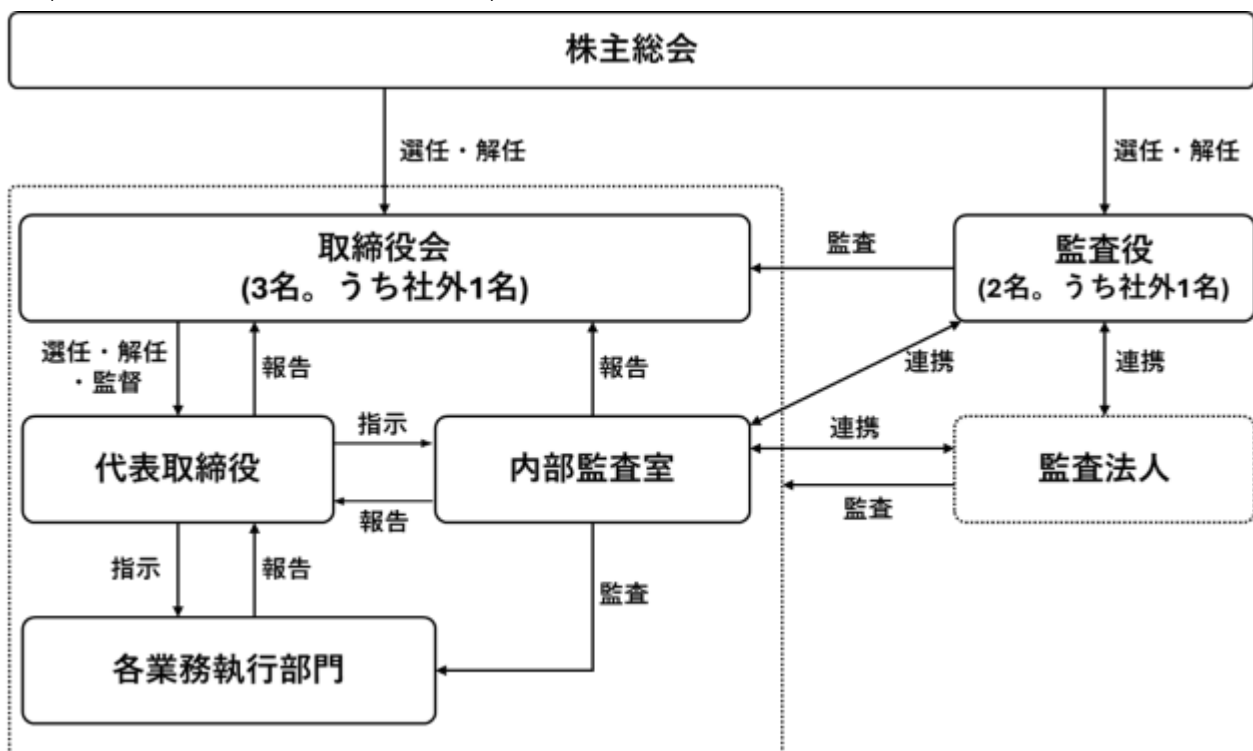 株主総会
選任・解任
選任・解任
取締役会
(3名。うち社外1名)
監査
監査役
(2名。うち社外1名)
選任・解任
・監督
報告
報告
連携
連携
代表取締役
指示
報告
内部監査室
連携
監査
監査法人
指示
報告
監査
各業務執行部門